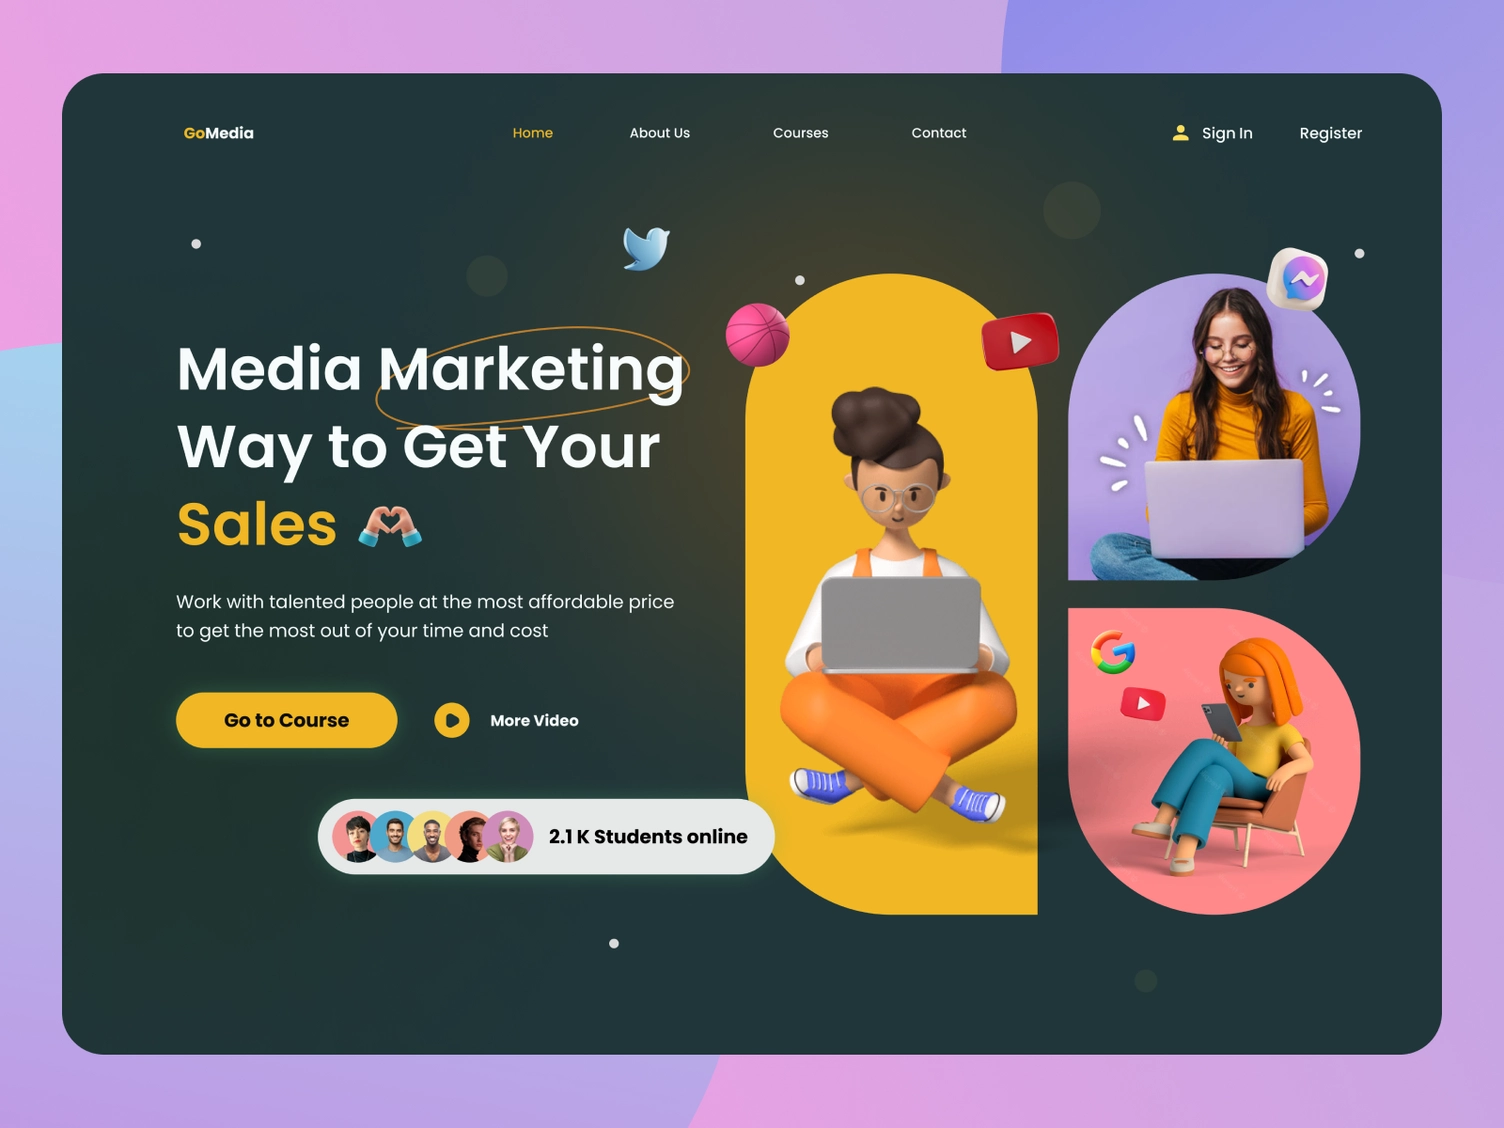 GoMedia
Home
About Us
Courses
Contact
Sign In
Register
Media Marketing
Way to Get Your
Sales
Work with talented people at the most affordable price
to get the most out of your time and cost
Go to Course
More Video
2.1 K Students online